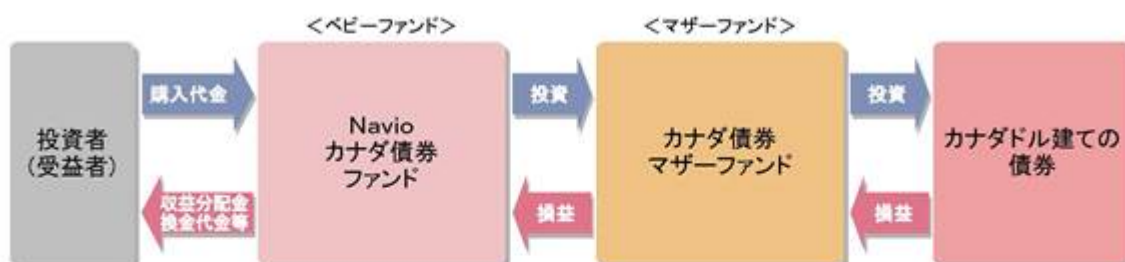 ＜ベビーファンド＞
＜マザーファンド＞
投資者
（受益者）
購入代金
収益分配金
換金代金等
Navio
カナダ債券
ファンド
投資
損益
カナダ債券
マザーファンド
投資
損益
カナダドル建ての
債券